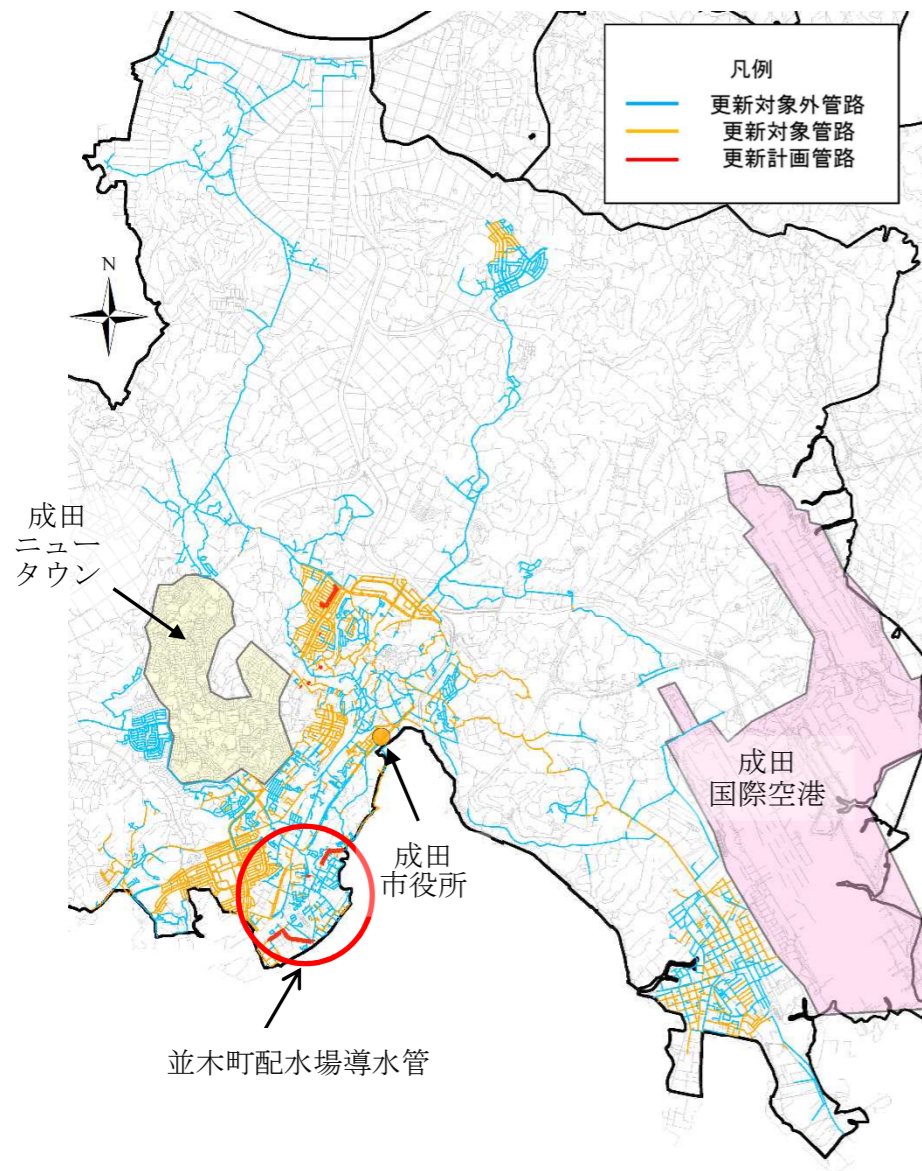 凡例
更新対象外管路
更新対象管路
更新計画管路
N
成田
ニュー
タウン
成田
国際空港
成田
市役所
並木町配水場導水管